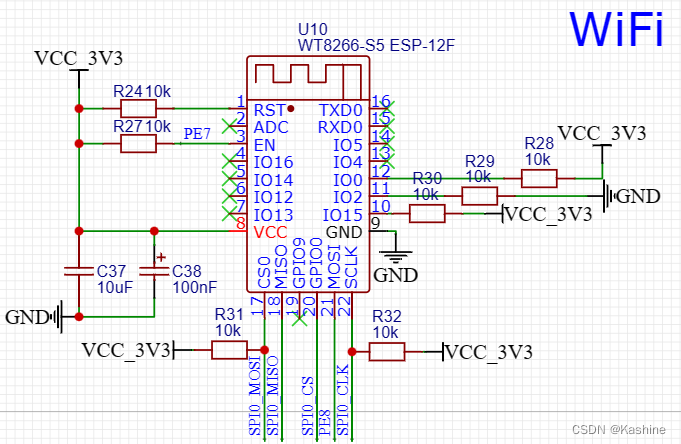 WiFi
U10
WT8266-S5 ESP-12F
VCC_3V3
R24 10k
R27 10k
PE7
1
2
3
4
5
6
7
8
RST
ADC
EN
IO16
IO14
IO12
IO13
VCC
TXD0
RXD0
IO5
IO4
IO0
IO2
IO15
GND
16
15
14
13
12
11
10
9
VCC_3V3
R28
10k
R29
10k
R30
10k
GND
VCC_3V3
GND
CS0
MISO
GPIO9
GPIO0
MOSI
SCLK
17
18
19
20
21
22
C37
10uF
C38
100nF
GND
R31
10k
VCC_3V3
R32
10k
VCC_3V3
SPI0_MOSI
SPI0_MISO
SPI0_CS
PE8
SPI0_CLK
CSDN @Kashine